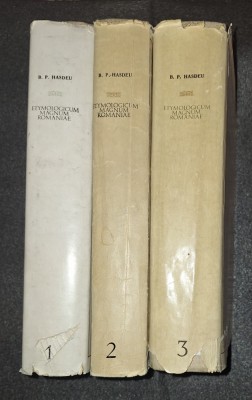 B. P. HASDEU
ETYMOLOGICUM
MAGNUM
ROMANIAE
1
B. P. HASDEU
ETYMOLOGICUM
MAGNUM
ROMANIAE
2
B. P. HASDEU
ETYMOLOGICUM
MAGNUM
ROMANIAE
3